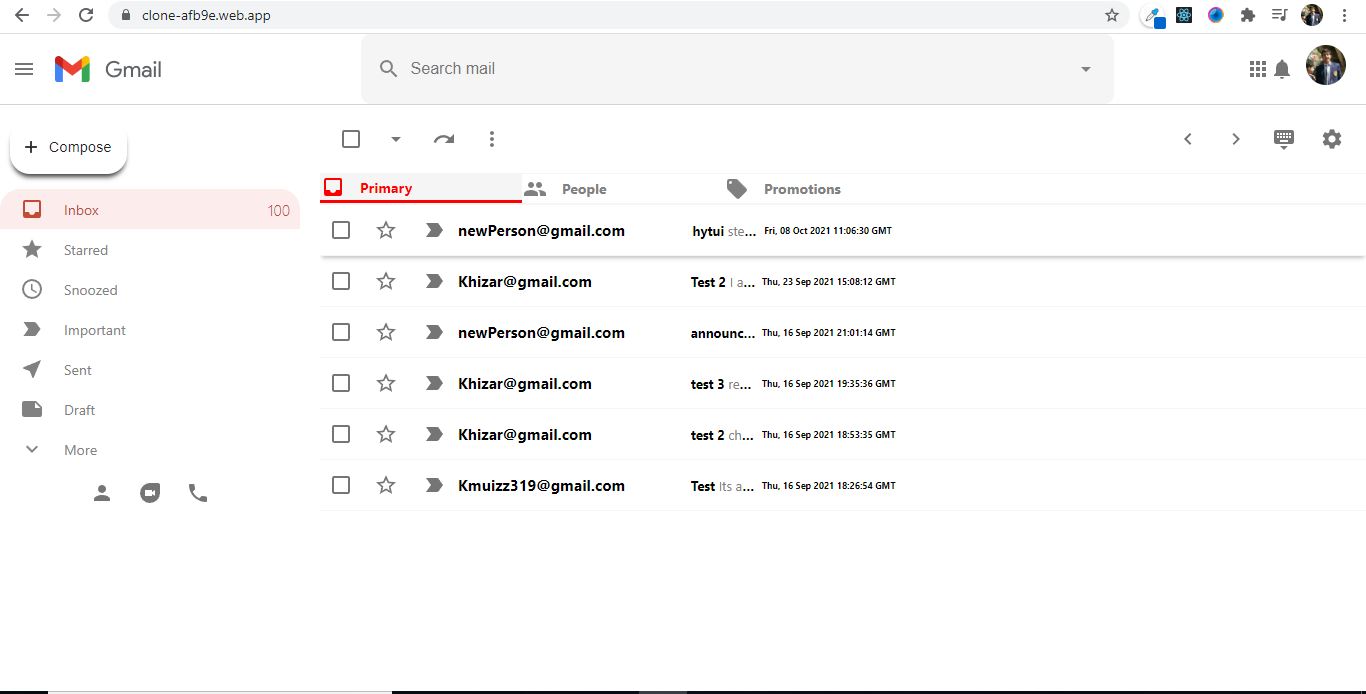 clone-afb9e.web.app
Gmail
Search mail
Compose
Primary
People
Promotions
Inbox 100
Starred
Snoozed
Important
Sent
Draft
More
newPerson@gmail.com hytui ste... Fri, 08 Oct 2021 11:06:30 GMT
Khizar@gmail.com Test 2 I a... Thu, 23 Sep 2021 15:08:12 GMT
newPerson@gmail.com announc... Thu, 16 Sep 2021 21:01:14 GMT
Khizar@gmail.com test 3 re... Thu, 16 Sep 2021 19:35:36 GMT
Khizar@gmail.com test 2 ch... Thu, 16 Sep 2021 18:53:35 GMT
Kmuizz319@gmail.com Test Its a... Thu, 16 Sep 2021 18:26:54 GMT